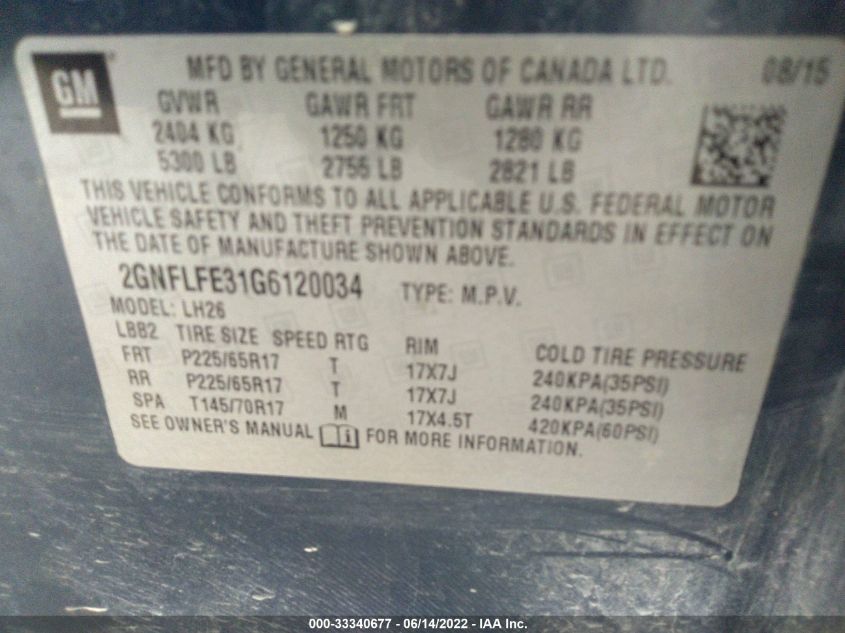 GM
MFD BY GENERAL MOTORS OF CANADA LTD. 08/15
GVWR GAWR FRT GAWR RR
2404 KG 1250 KG 1280 KG
5300 LB 2755 LB 2821 LB
THIS VEHICLE CONFORMS TO ALL APPLICABLE U.S. FEDERAL MOTOR
VEHICLE SAFETY AND THEFT PREVENTION STANDARDS IN EFFECT ON
THE DATE OF MANUFACTURE SHOWN ABOVE.
2GNFLFE31G6120034 TYPE: M.P.V.
MODEL: LH26
LBB2 TIRE SIZE SPEED RTG RIM COLD TIRE PRESSURE
FRT P225/65R17 T 17X7J 240KPA(35PSI)
RR P225/65R17 T 17X7J 240KPA(35PSI)
SPA T145/70R17 M 17X4.5T 420KPA(60PSI)
SEE OWNER'S MANUAL FOR MORE INFORMATION.
000-33340677 - 06/14/2022 - IAA Inc.